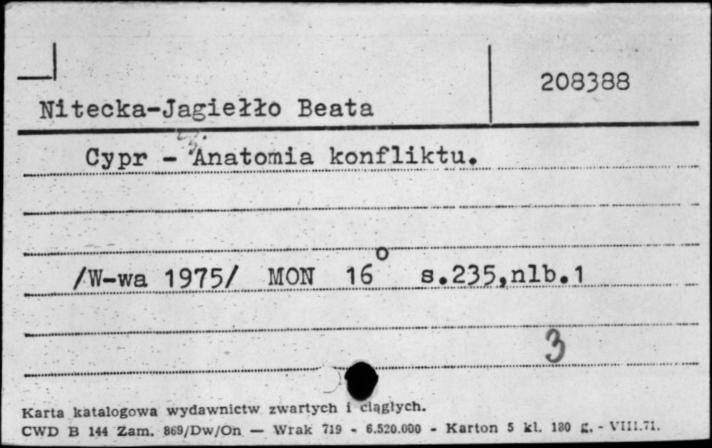 208388
Nitecka-Jagiełło Beata
Cypr - Anatomia konfliktu.
/W-wa 1975/ MON 16° s.235,nlb.1
3
Karta katalogowa wydawnictw zwartych i ciągłych.
CWD B 144 Zam. 869/Dw/On — Wrak 719 - 6.520.000 - Karton 5 kl. 180 g. - VIII.71.